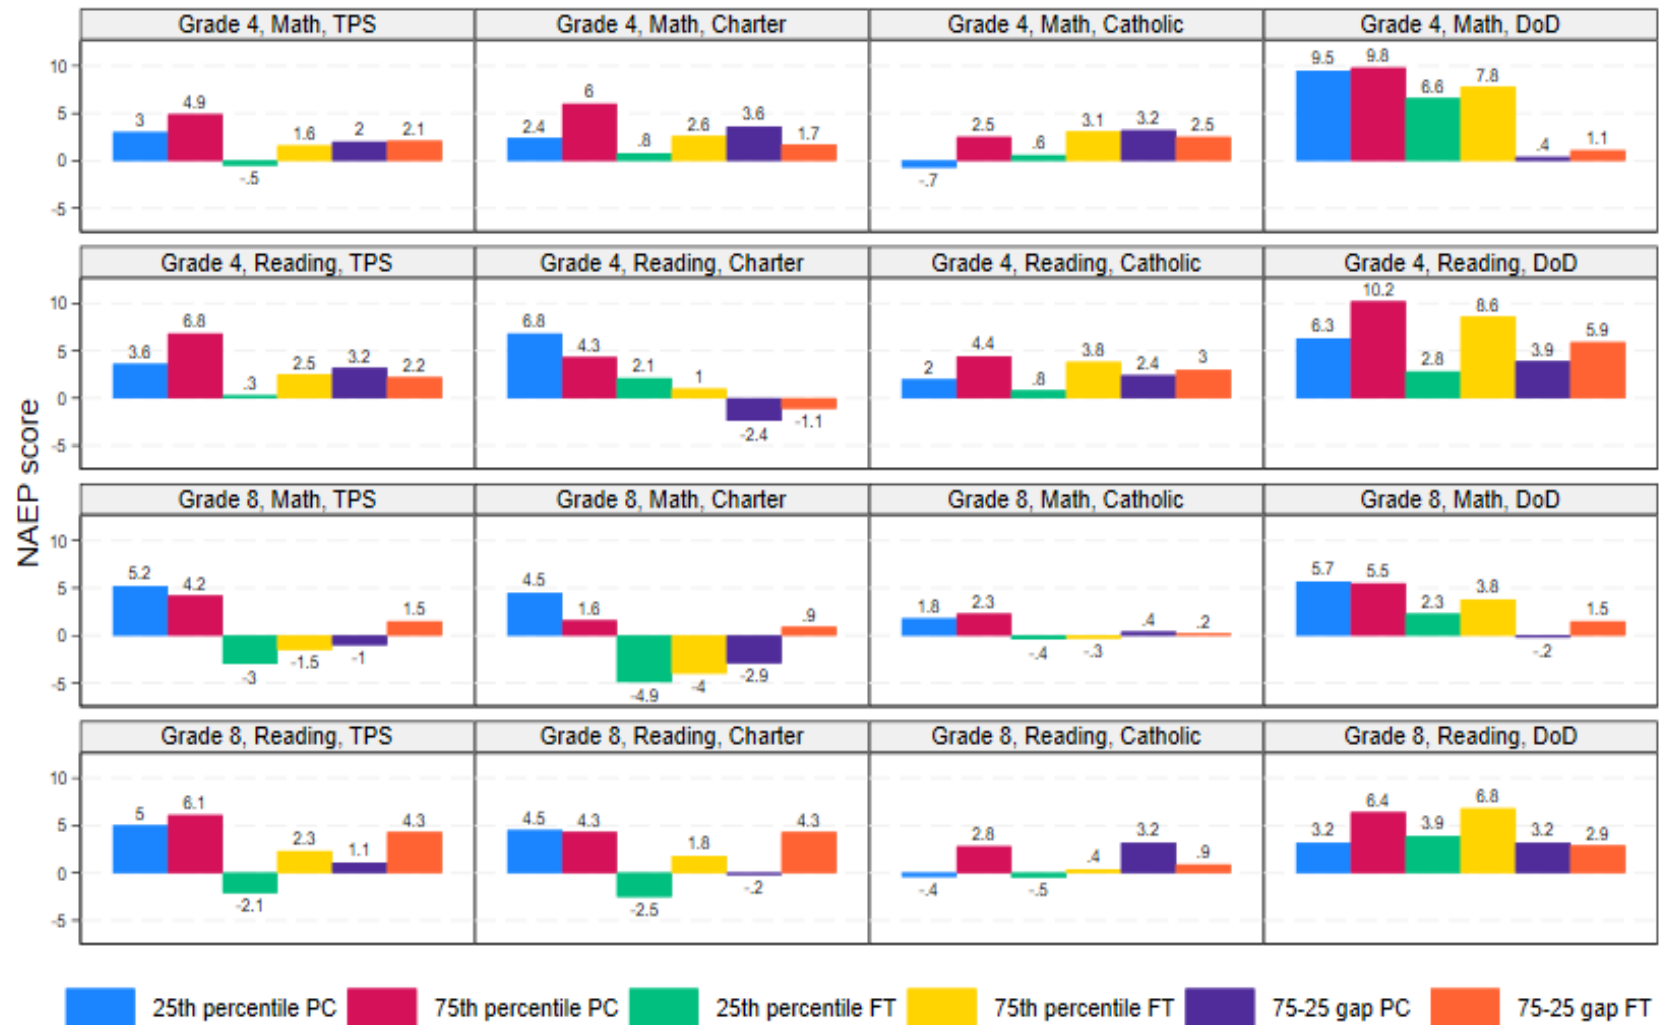 Grade 4, Math, TPS Grade 4, Math, Charter Grade 4, Math, Catholic Grade 4, Math, DoD
10
5
0
-5
3 4.9 -.5 1.6 2 2.1
2.4 6 .8 2.6 3.6 1.7
-.7 2.5 .6 3.1 3.2 2.5
9.5 9.8 6.6 7.8 .4 1.1
Grade 4, Reading, TPS Grade 4, Reading, Charter Grade 4, Reading, Catholic Grade 4, Reading, DoD
10
5
0
-5
3.6 6.8 .3 2.5 3.2 2.2
6.8 4.3 2.1 1 -2.4 -1.1
2 4.4 .8 3.8 2.4 3
6.3 10.2 2.8 8.6 3.9 5.9
NAEP score
Grade 8, Math, TPS Grade 8, Math, Charter Grade 8, Math, Catholic Grade 8, Math, DoD
10
5
0
-5
5.2 4.2 -3 -1.5 -1 1.5
4.5 1.6 -4.9 -4 -2.9 .9
1.8 2.3 -.4 -.3 .4 .2
5.7 5.5 2.3 3.8 -.2 1.5
Grade 8, Reading, TPS Grade 8, Reading, Charter Grade 8, Reading, Catholic Grade 8, Reading, DoD
10
5
0
-5
5 6.1 -2.1 2.3 1.1 4.3
4.5 4.3 -2.5 1.8 -.2 4.3
-.4 2.8 -.5 .4 3.2 .9
3.2 6.4 3.9 6.8 3.2 2.9
25th percentile PC 75th percentile PC 25th percentile FT 75th percentile FT 75-25 gap PC 75-25 gap FT